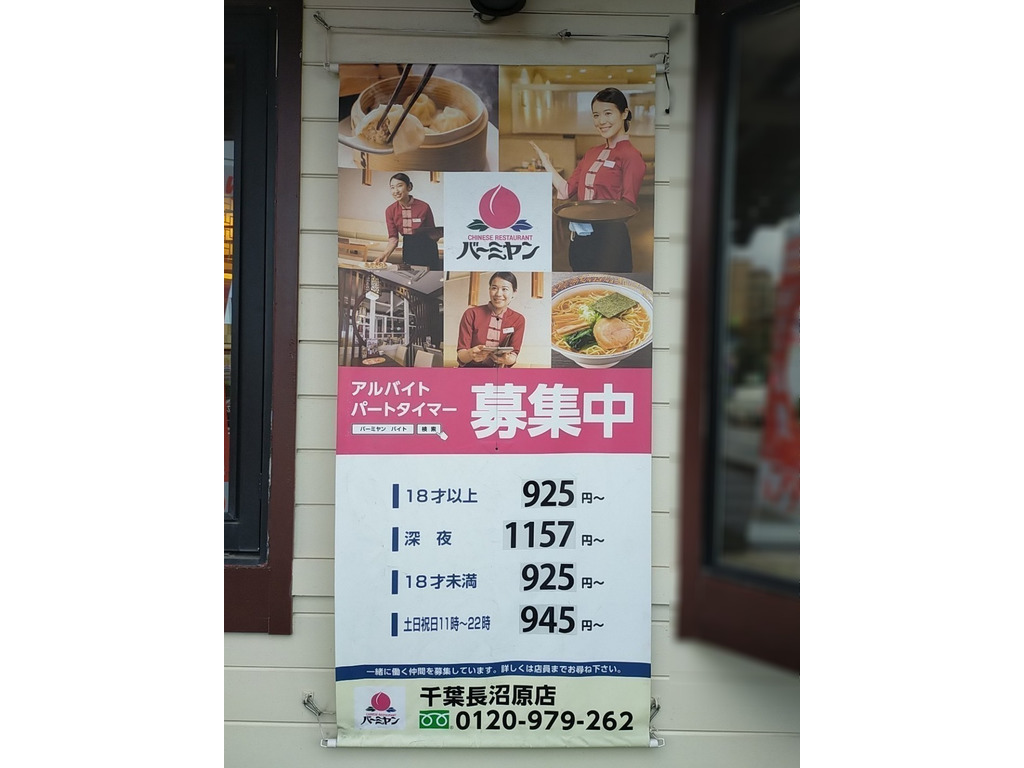 CHINESE RESTAURANT
バーミヤン
アルバイト
パートタイマー
バーミヤン バイト 検索
募集中
18才以上 925円〜
深夜 1157円〜
18才未満 925円〜
土日祝日11時〜22時 945円〜
一緒に働く仲間を募集しています。詳しくは店員までお尋ね下さい。
CHINESE RESTAURANT
バーミヤン
千葉長沼原店
0120-979-262